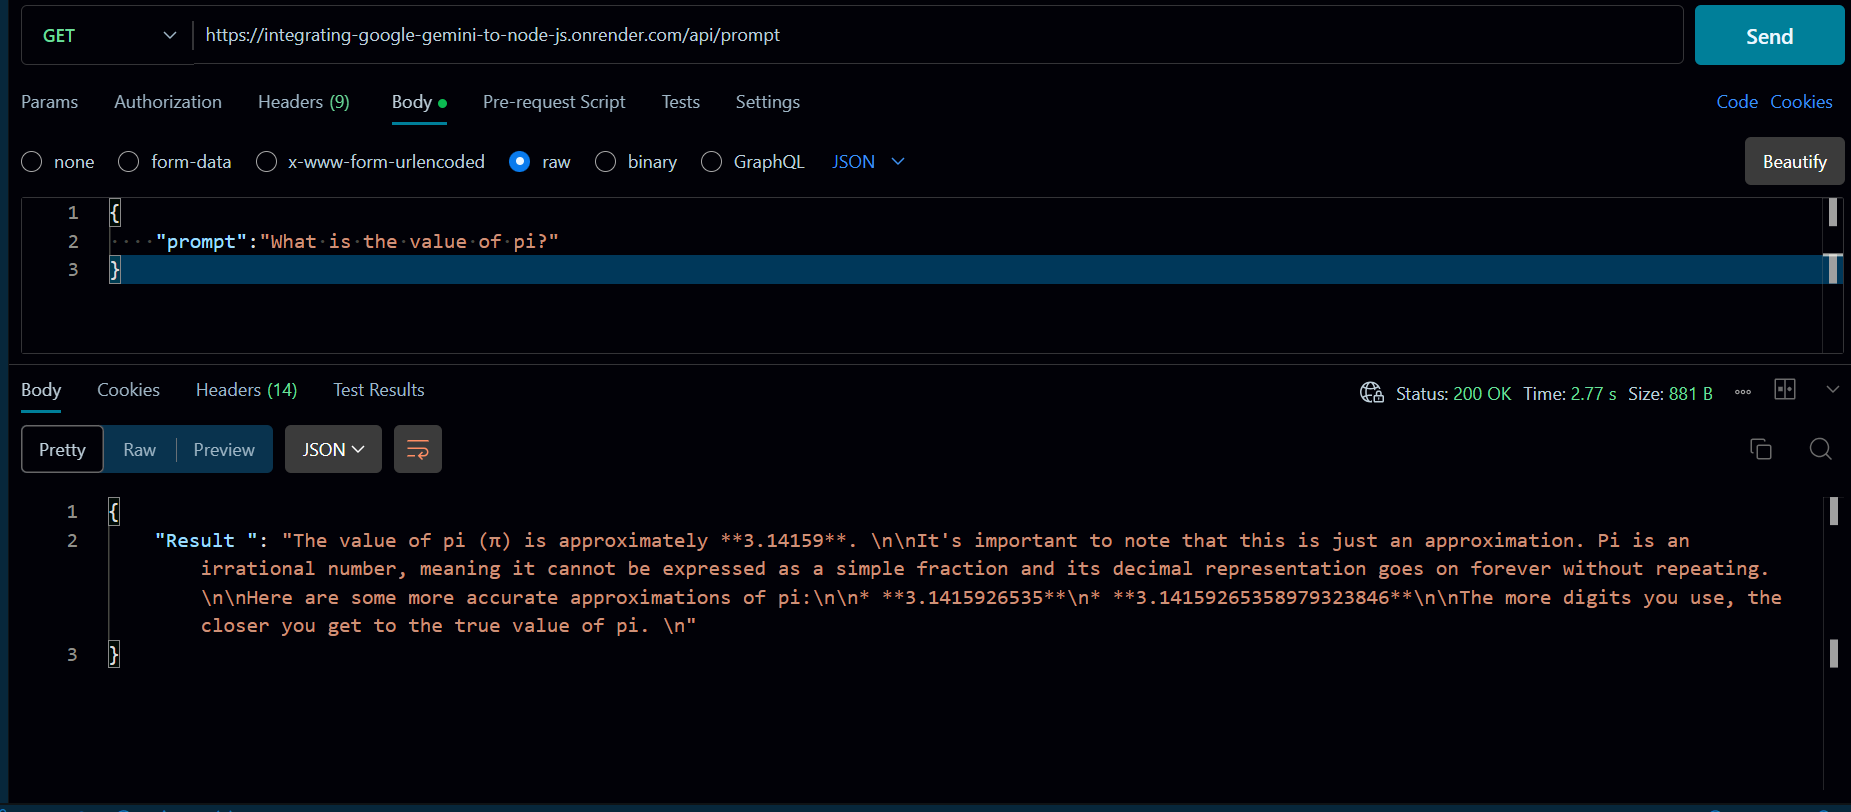 GET https://integrating-google-gemini-to-node-js.onrender.com/api/prompt Send
Params Authorization Headers (9) Body Pre-request Script Tests Settings Code Cookies
none form-data x-www-form-urlencoded raw binary GraphQL JSON Beautify
1 {
2 ····"prompt":"What·is·the·value·of·pi?"
3 }
Body Cookies Headers (14) Test Results Status: 200 OK Time: 2.77 s Size: 881 B
Pretty Raw Preview JSON
1 {
2 "Result ": "The value of pi (π) is approximately **3.14159**. \n\nIt's important to note that this is just an approximation. Pi is an
irrational number, meaning it cannot be expressed as a simple fraction and its decimal representation goes on forever without repeating.
\n\nHere are some more accurate approximations of pi:\n\n* **3.1415926535**\n* **3.14159265358979323846**\n\nThe more digits you use, the
closer you get to the true value of pi. \n"
3 }